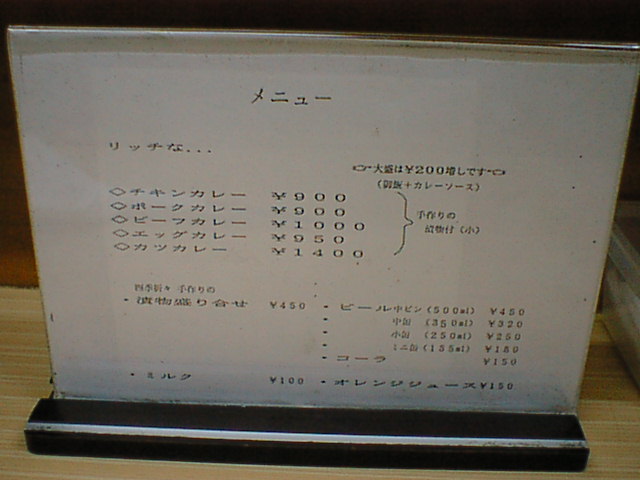 メニュー
リッチな...
大盛は¥200増しです
(御飯+カレーソース)
◇チキンカレー ¥900
◇ポークカレー ¥900
◇ビーフカレー ¥1000
◇エッグカレー ¥950
◇カツカレー ¥1400
手作りの
漬物付(小)
四季折々 手作りの
・漬物盛り合せ ¥450
・ビール中ビン(500ml) ¥450
・ 中缶 (350ml) ¥320
・ 小缶 (250ml) ¥250
・ ミニ缶(135ml) ¥180
・コーラ ¥150
・ミルク ¥100
・オレンジジュース¥150